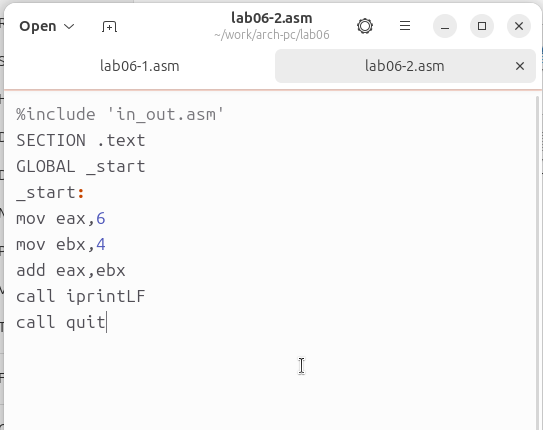 Open
lab06-2.asm
~/work/arch-pc/lab06
lab06-1.asm
lab06-2.asm
%include 'in_out.asm'
SECTION .text
GLOBAL _start
_start:
mov eax,6
mov ebx,4
add eax,ebx
call iprintLF
call quit